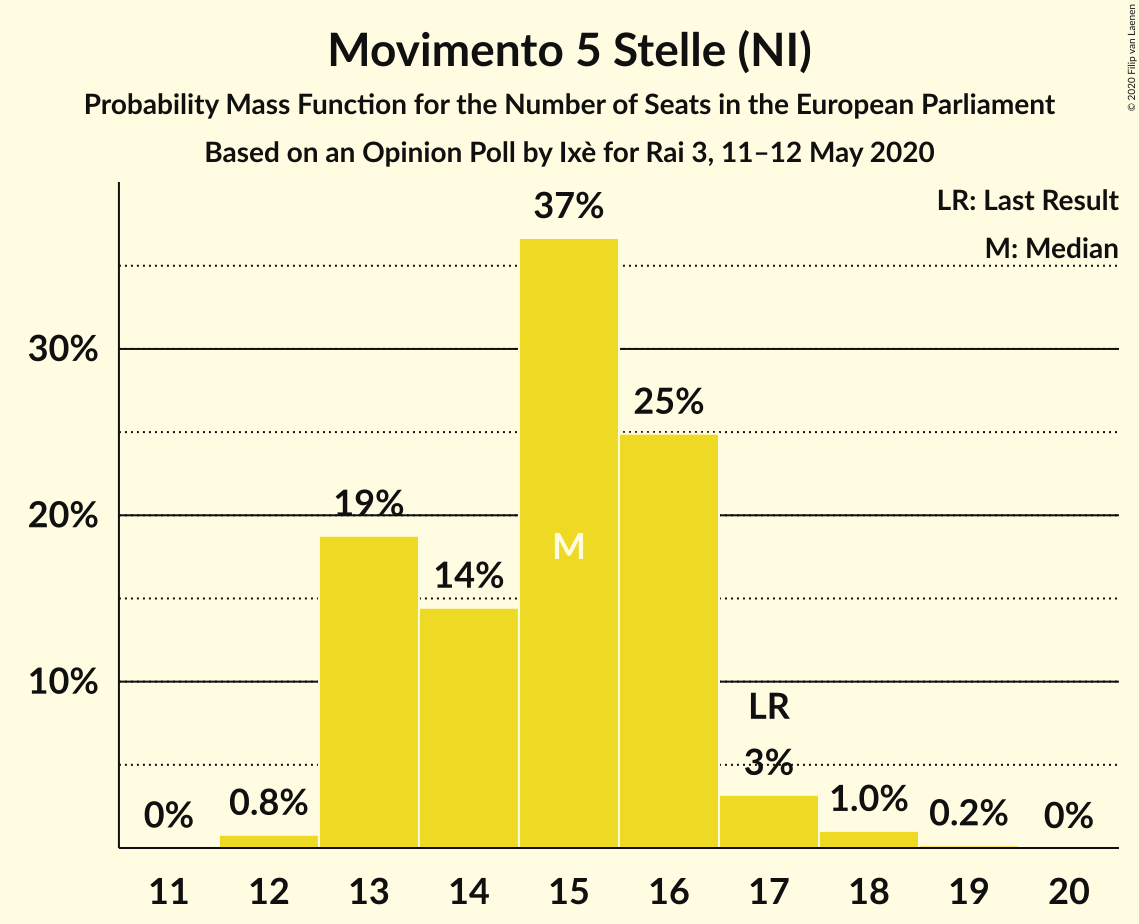 Movimento 5 Stelle (NI)
Probability Mass Function for the Number of Seats in the European Parliament
Based on an Opinion Poll by Ixè for Rai 3, 11–12 May 2020
© 2020 Filip van Laenen
LR: Last Result
M: Median
37%
30%
25%
20%
19%
M
14%
10%
LR
3%
0%
0.8%
1.0%
0.2%
0%
11 12 13 14 15 16 17 18 19 20